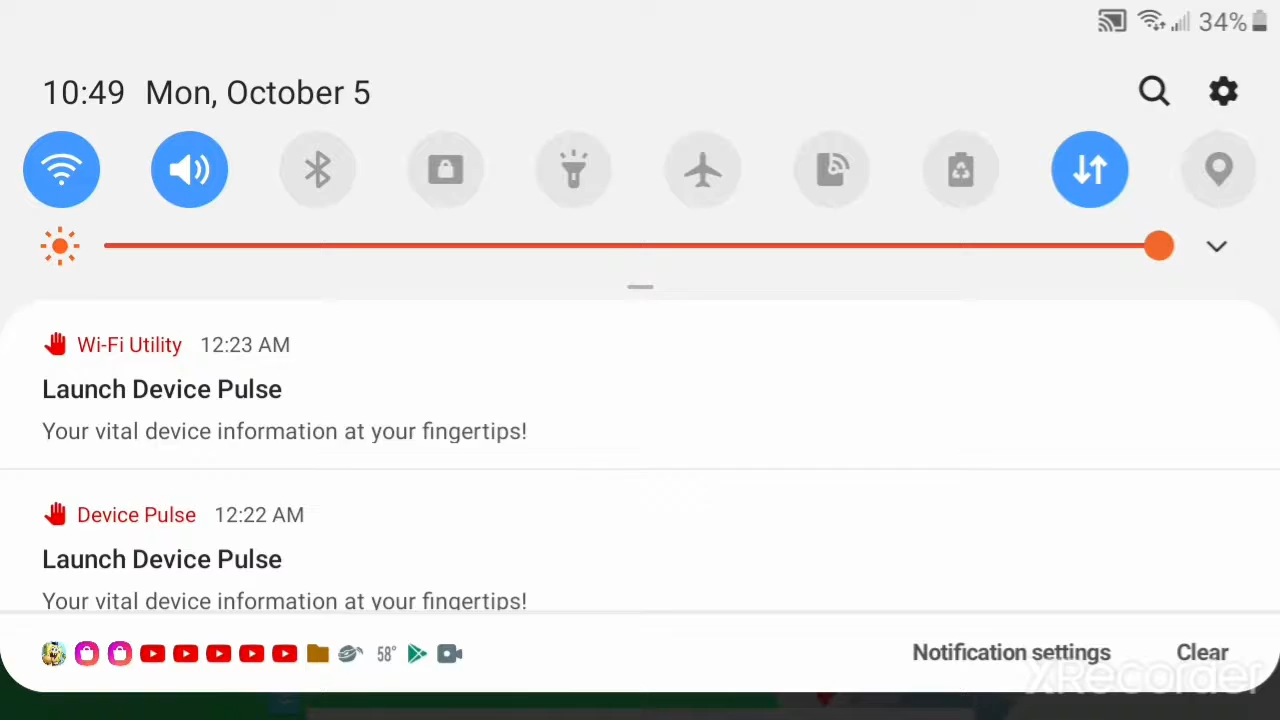 34%
10:49 Mon, October 5
Wi-Fi Utility 12:23 AM
Launch Device Pulse
Your vital device information at your fingertips!
Device Pulse 12:22 AM
Launch Device Pulse
Your vital device information at your fingertips!
58° Notification settings Clear
XRecorder